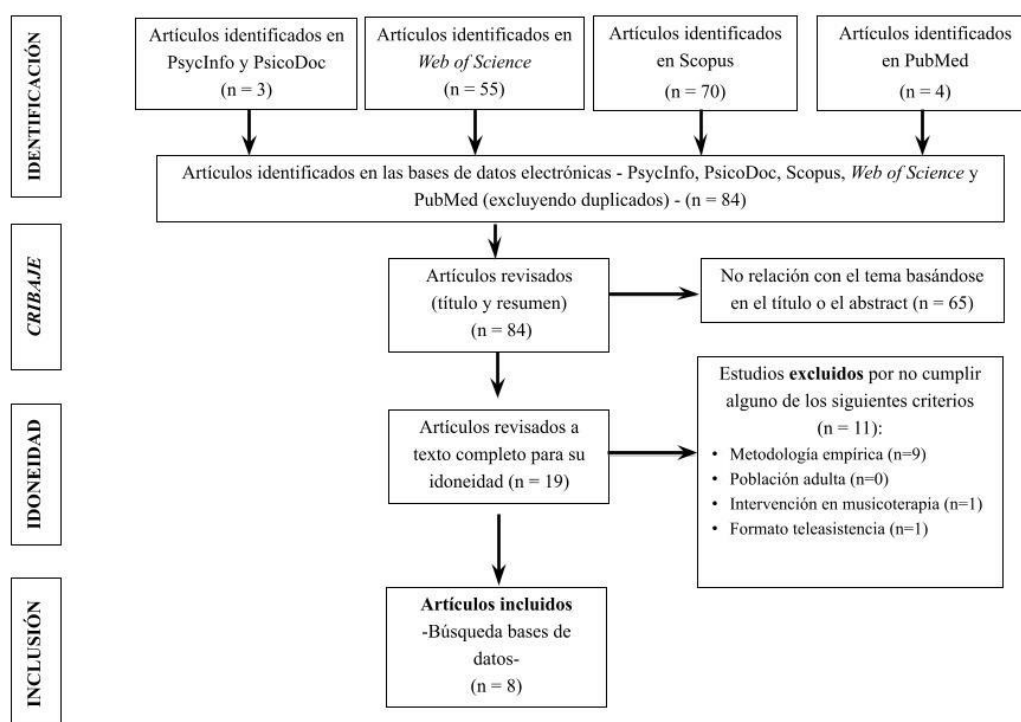 IDENTIFICACIÓN
Artículos identificados en
PsycInfo y PsicoDoc
(n = 3)
Artículos identificados en
Web of Science
(n = 55)
Artículos identificados
en Scopus
(n = 70)
Artículos identificados
en PubMed
(n = 4)
Artículos identificados en las bases de datos electrónicas - PsycInfo, PsicoDoc, Scopus, Web of Science y
PubMed (excluyendo duplicados) - (n = 84)
CRIBAJE
Artículos revisados
(título y resumen)
(n = 84)
No relación con el tema basándose
en el título o el abstract (n = 65)
IDONEIDAD
Artículos revisados a
texto completo para su
idoneidad (n = 19)
Estudios excluidos por no cumplir
alguno de los siguientes criterios
(n = 11):
• Metodología empírica (n=9)
• Población adulta (n=0)
• Intervención en musicoterapia (n=1)
• Formato teleasistencia (n=1)
INCLUSIÓN
Artículos incluidos
-Búsqueda bases de
datos-
(n = 8)